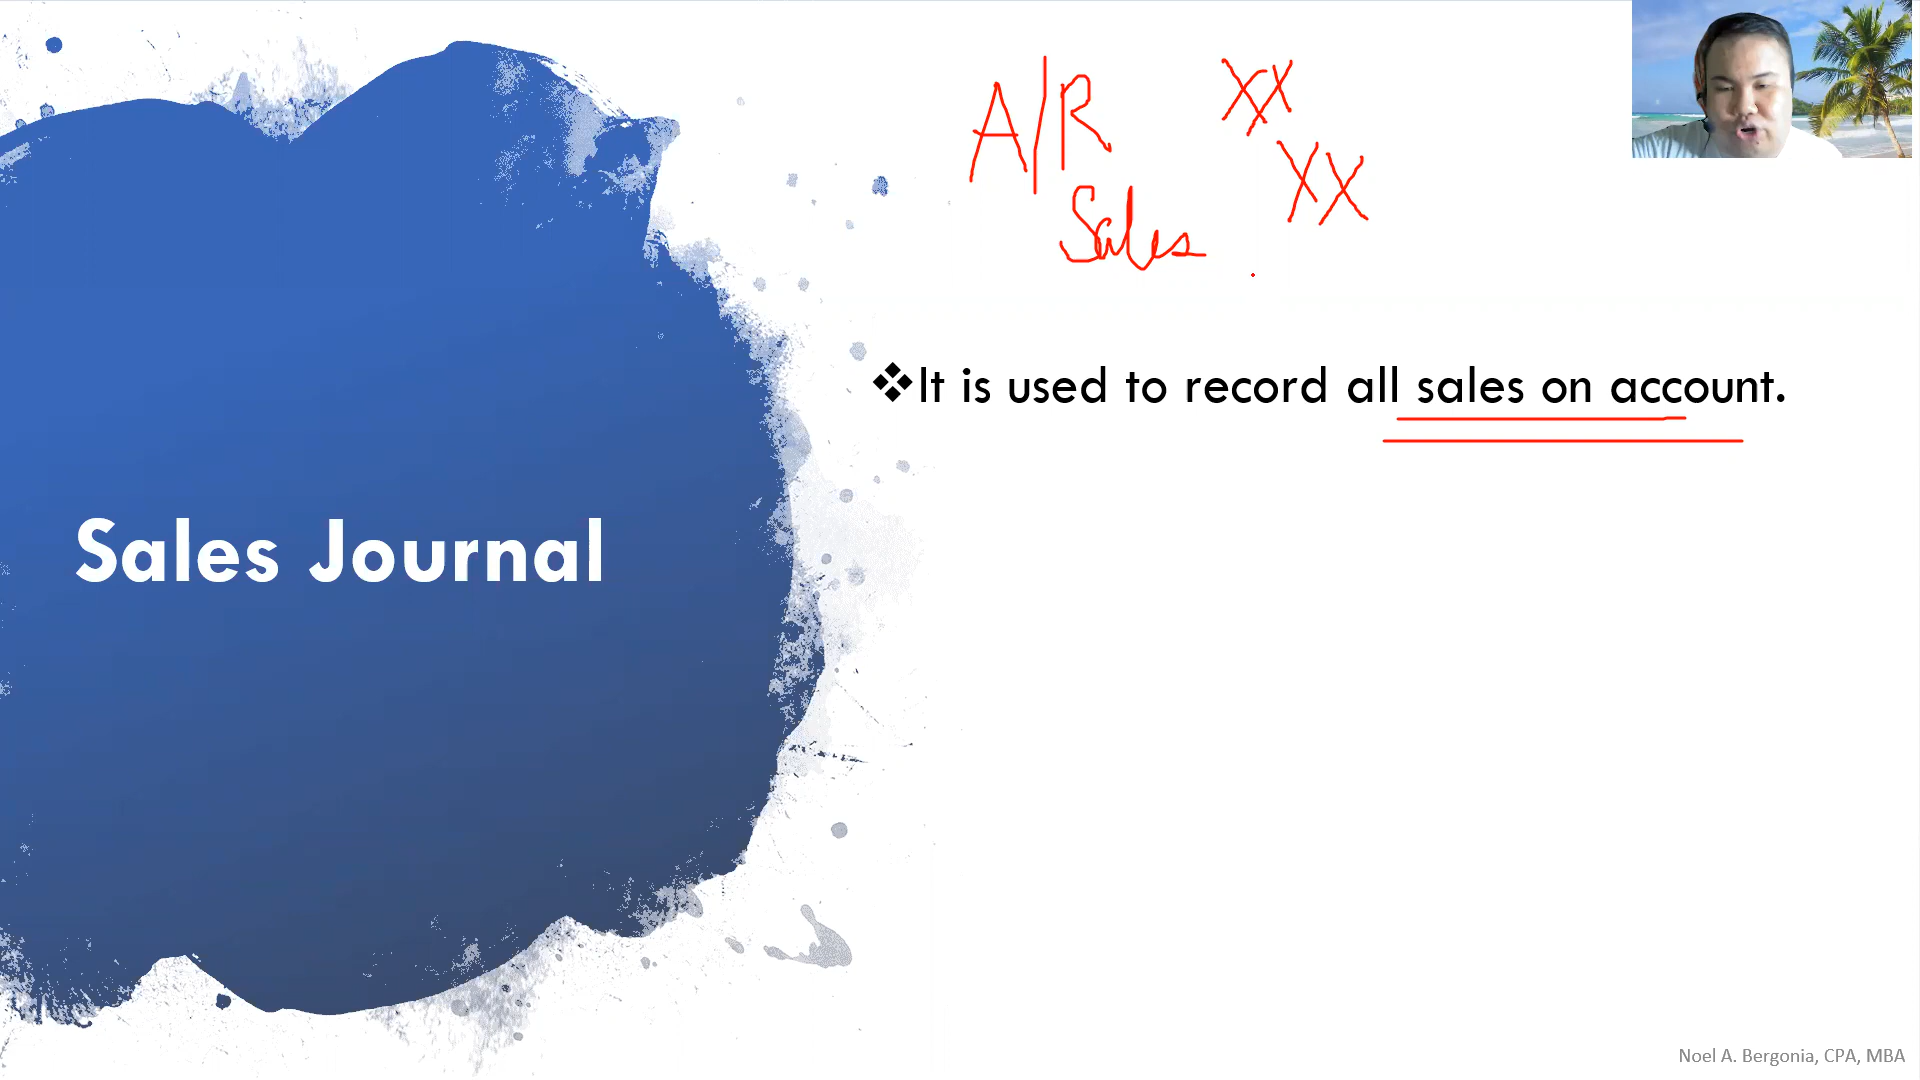 A/R XX
Sales XX
❖It is used to record all sales on account.
Sales Journal
Noel A. Bergonia, CPA, MBA